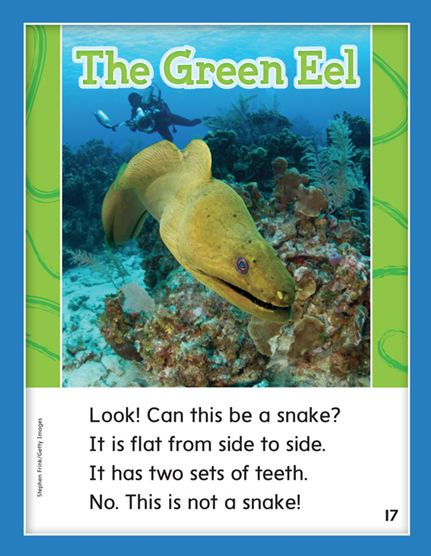 The Green Eel
Look! Can this be a snake?
It is flat from side to side.
It has two sets of teeth.
No. This is not a snake!
Stephen Frink/Getty Images
17